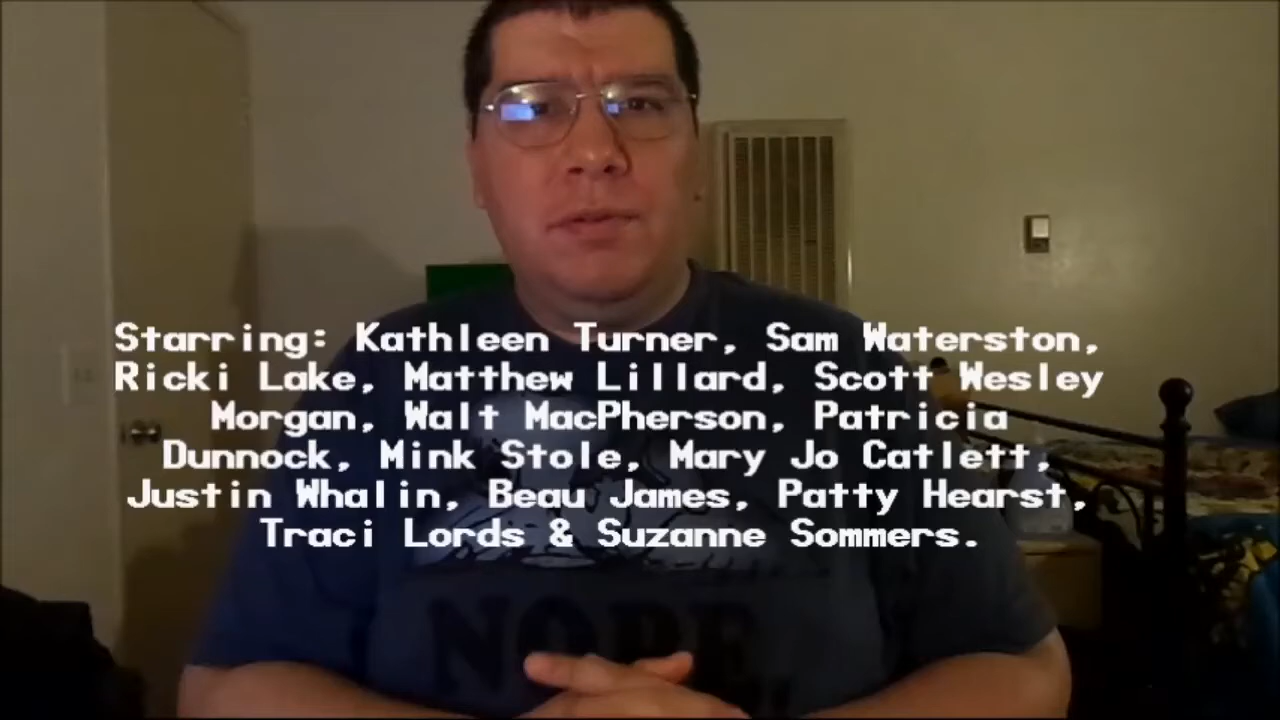 Starring: Kathleen Turner, Sam Waterston,
Ricki Lake, Matthew Lillard, Scott Wesley
Morgan, Walt MacPherson, Patricia
Dunnock, Mink Stole, Mary Jo Catlett,
Justin Whalin, Beau James, Patty Hearst,
Traci Lords & Suzanne Sommers.
NOPE